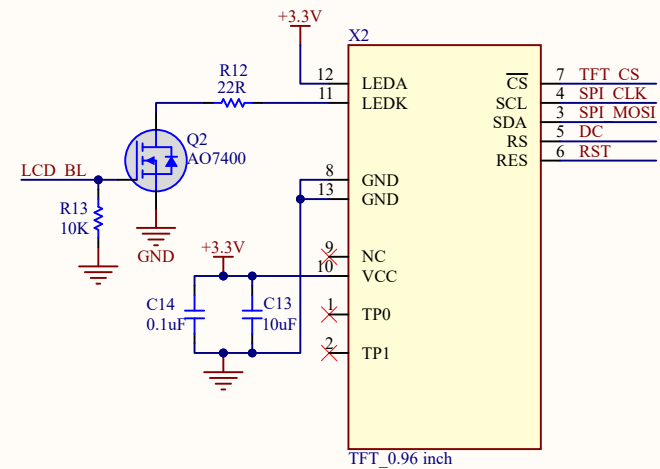 +3.3V
X2
R12
22R
12
LEDA
11
LEDK
CS
7
TFT_CS
SCL
4
SPI_CLK
SDA
3
SPI_MOSI
RS
5
DC
RES
6
RST
Q2
AO7400
LCD_BL
R13
10K
GND
8
GND
13
GND
+3.3V
9
NC
10
VCC
C14
0.1uF
C13
10uF
1
TP0
2
TP1
TFT_0.96 inch